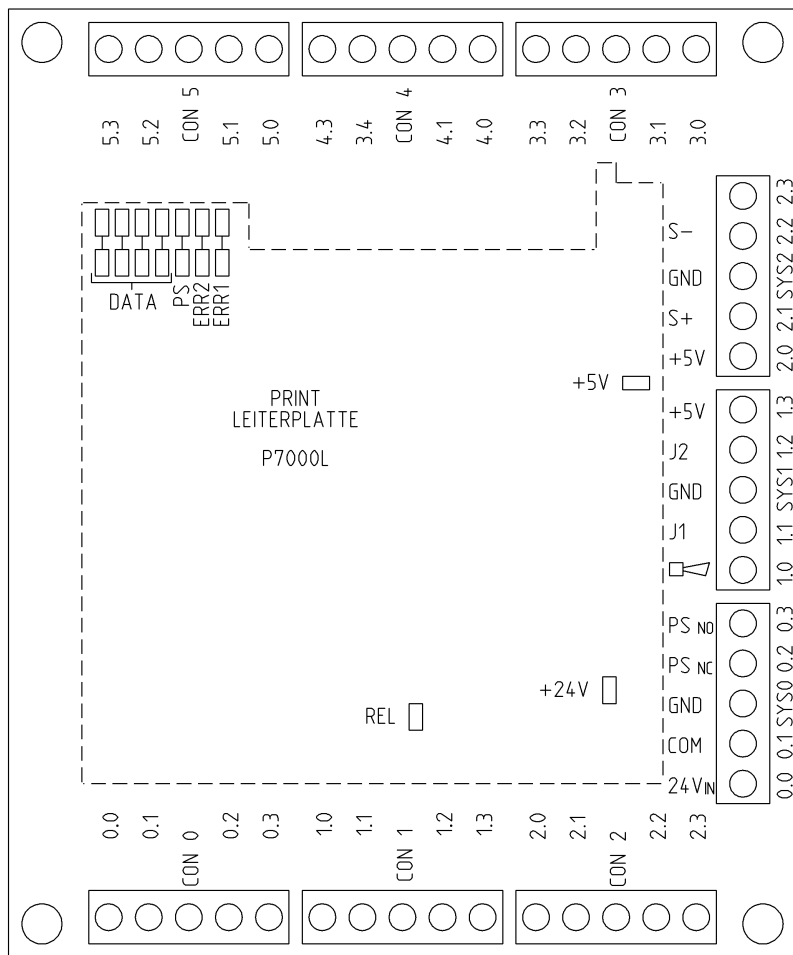 5.3 5.2 CON 5 5.1 5.0
4.3 3.4 CON 4 4.1 4.0
3.3 3.2 CON 3 3.1 3.0
DATA PS ERR2 ERR1
S- 2.3
GND 2.2
S+ SYS2
+5V 2.1
2.0
+5V
PRINT
LEITERPLATTE
P7000L
+5V 1.3
J2 1.2
GND SYS1
J1 1.1
1.0
PS NO 0.3
PS NC 0.2
GND SYS0
COM 0.1
24VIN 0.0
+24V
REL
0.0 0.1 CON 0 0.2 0.3
1.0 1.1 CON 1 1.2 1.3
2.0 2.1 CON 2 2.2 2.3